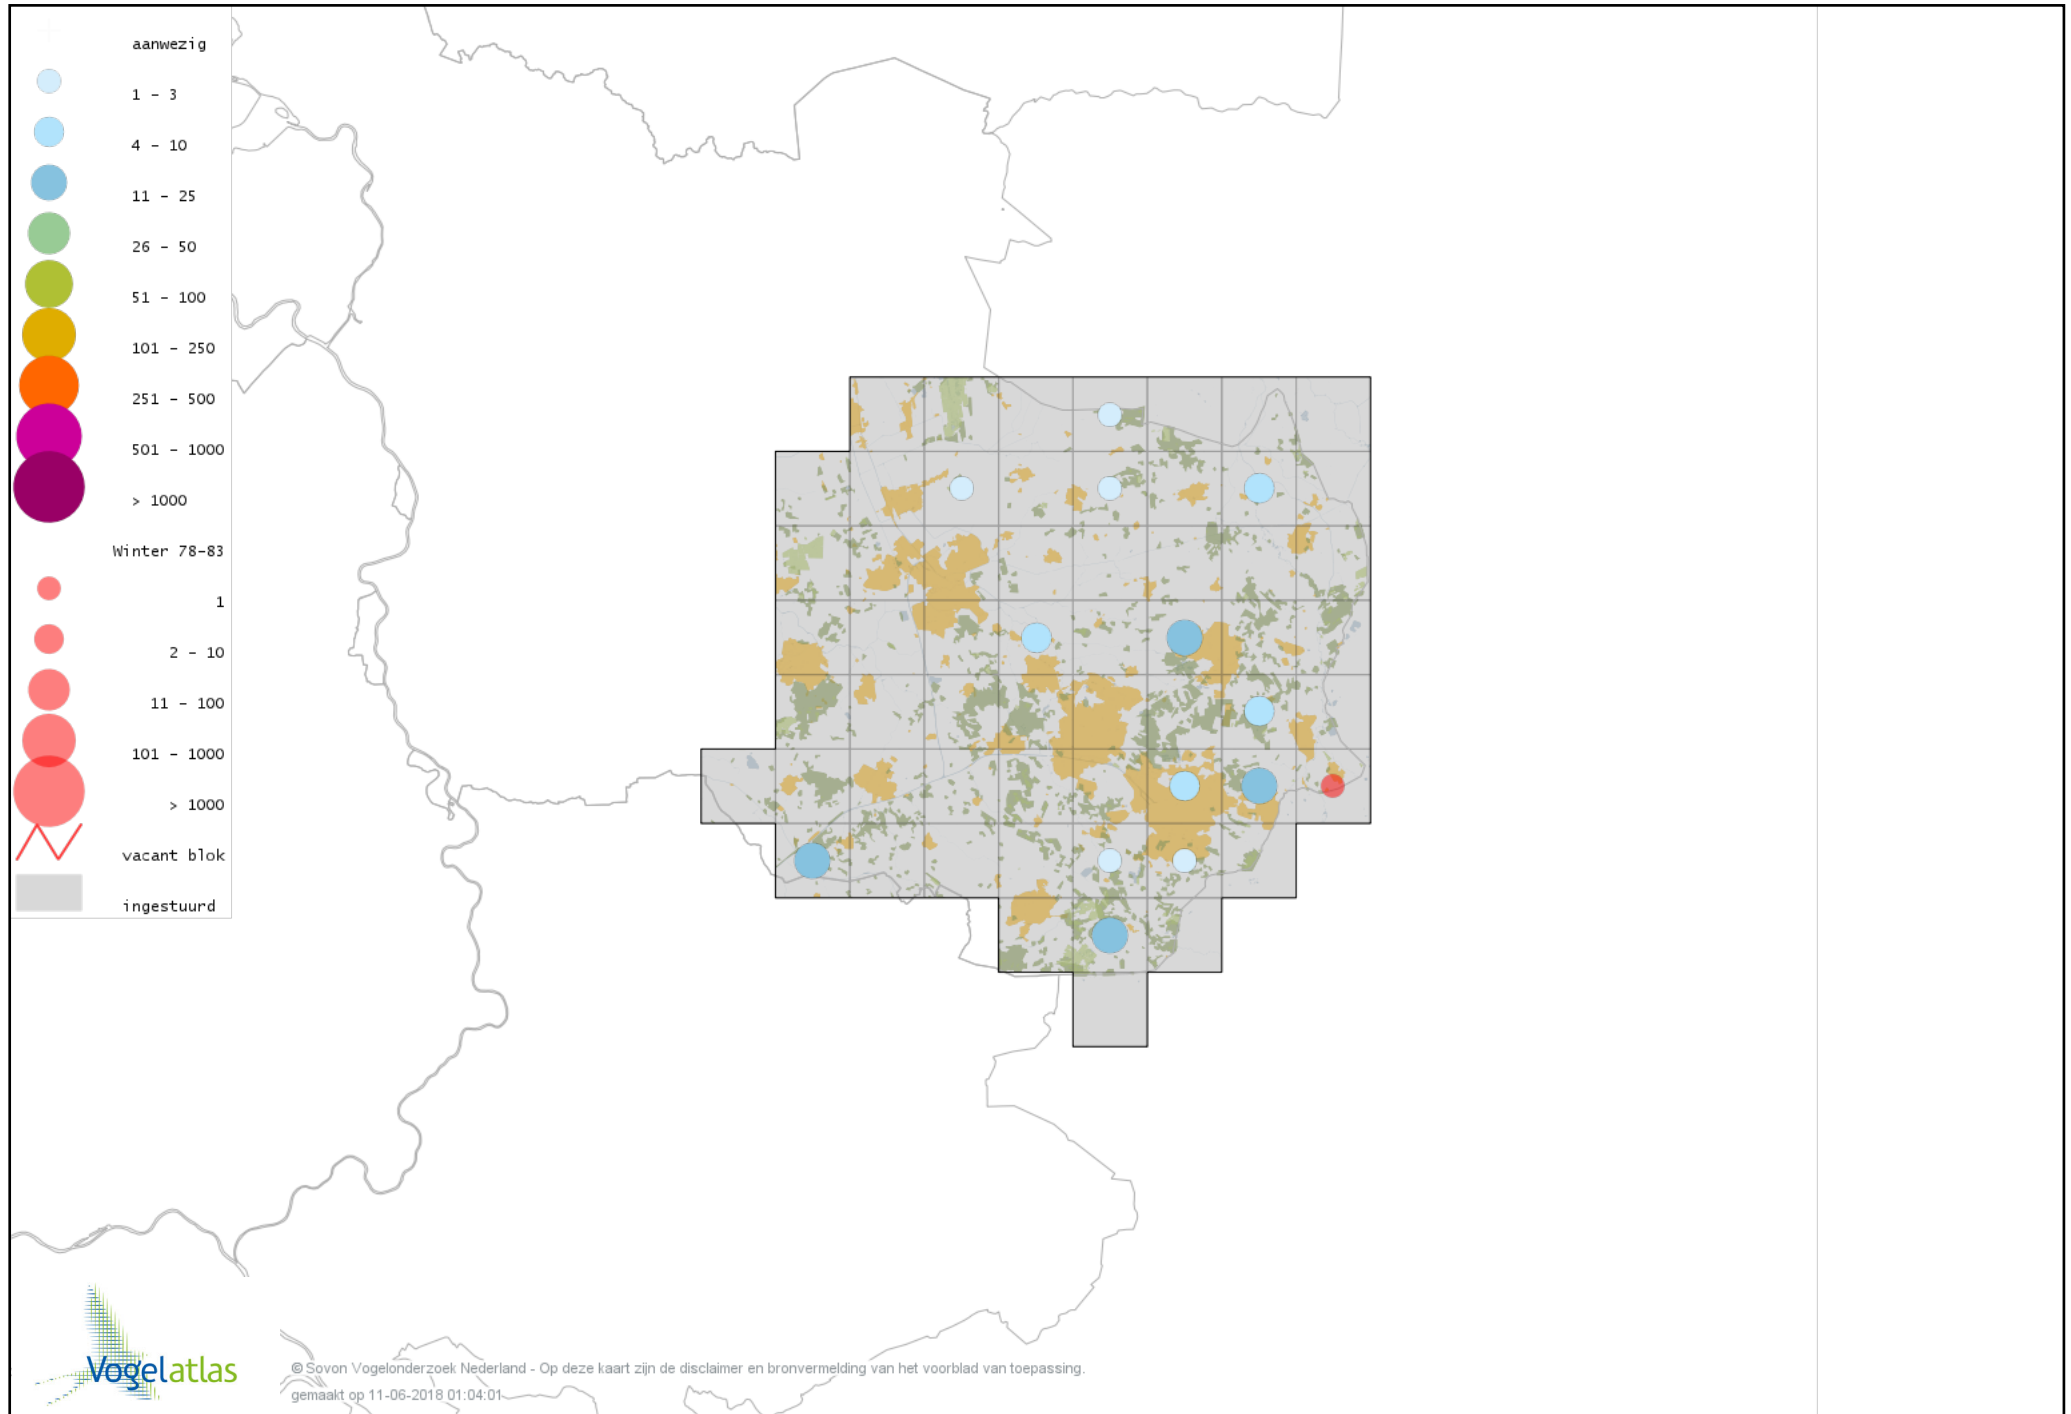 aanwezig
1 - 3
4 - 10
11 - 25
26 - 50
51 - 100
101 - 250
251 - 500
501 - 1000
> 1000
Winter 78-83
1
2 - 10
11 - 100
101 - 1000
> 1000
vacant blok
ingestuurd
Vogelatlas
© Sovon Vogelonderzoek Nederland - Op deze kaart zijn de disclaimer en bronvermelding van het voorblad van toepassing.
gemaakt op 11-06-2018 01:04:01